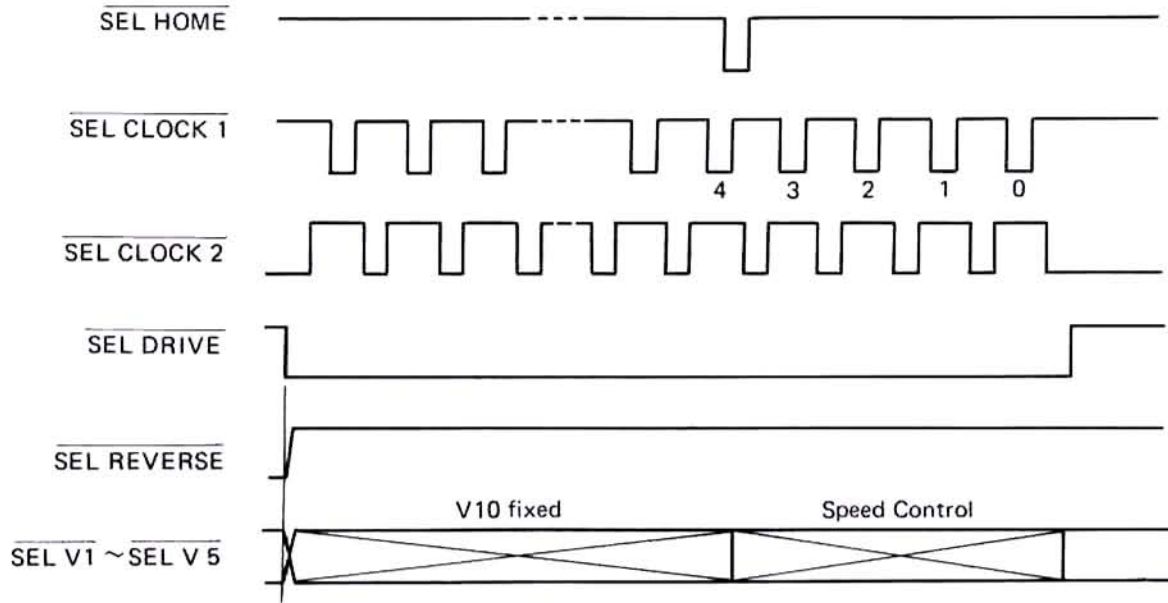 SEL HOME
SEL CLOCK 1
4 3 2 1 0
SEL CLOCK 2
SEL DRIVE
SEL REVERSE
V10 fixed Speed Control
SEL V1 ~ SEL V 5